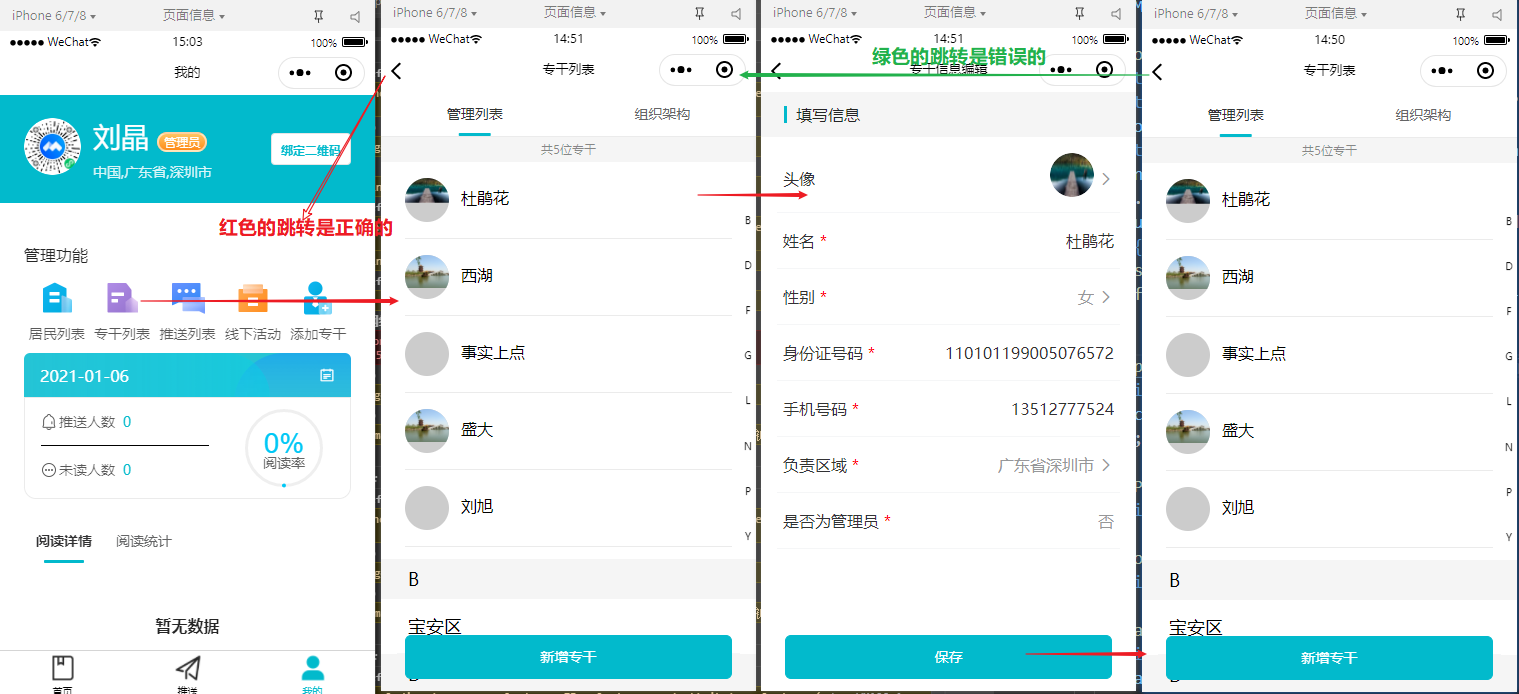 iPhone 6/7/8
页面信息
WeChat
15:03
100%
我的
刘晶
管理员
中国,广东省,深圳市
绑定二维码
红色的跳转是正确的
管理功能
居民列表
专干列表
推送列表
线下活动
添加专干
2021-01-06
推送人数 0
未读人数 0
0%
阅读率
阅读详情
阅读统计
暂无数据
首页
推送
我的
iPhone 6/7/8
页面信息
WeChat
14:51
100%
专干列表
管理列表
组织架构
共5位专干
杜鹃花
西湖
事实上点
盛大
刘旭
B
D
F
G
L
N
P
Y
B
宝安区
新增专干
iPhone 6/7/8
页面信息
WeChat
14:51
100%
绿色的跳转是错误的
专干信息编辑
填写信息
头像
姓名 *
杜鹃花
性别 *
女
身份证号码 *
110101199005076572
手机号码 *
13512777524
负责区域 *
广东省深圳市
是否为管理员 *
否
保存
iPhone 6/7/8
页面信息
WeChat
14:50
100%
专干列表
管理列表
组织架构
共5位专干
杜鹃花
西湖
事实上点
盛大
刘旭
B
D
F
G
L
N
P
Y
B
宝安区
新增专干